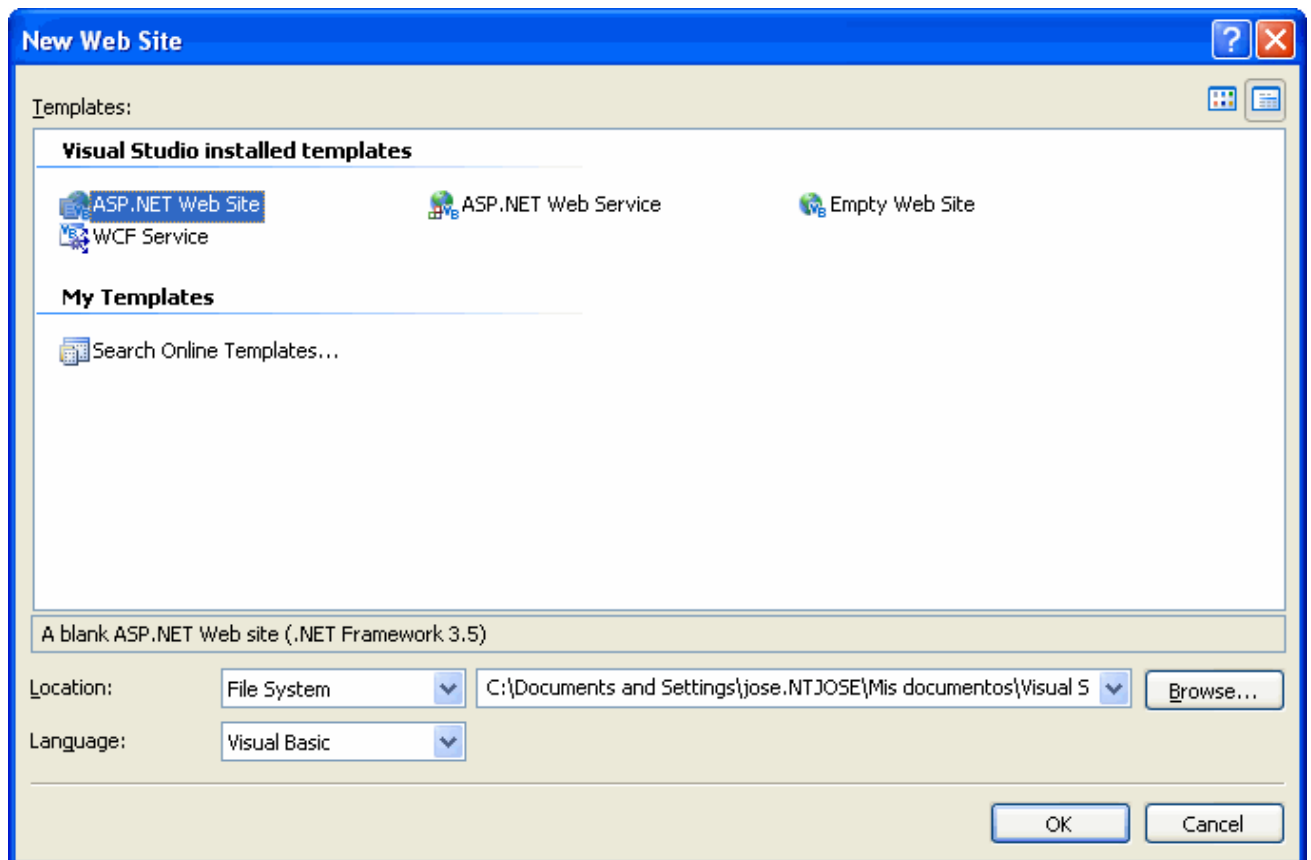 New Web Site
Templates:
Visual Studio installed templates
ASP.NET Web Site ASP.NET Web Service Empty Web Site
WCF Service
My Templates
Search Online Templates...
A blank ASP.NET Web site (.NET Framework 3.5)
Location: File System C:\Documents and Settings\jose.NTJOSE\Mis documentos\Visual S Browse...
Language: Visual Basic
OK Cancel